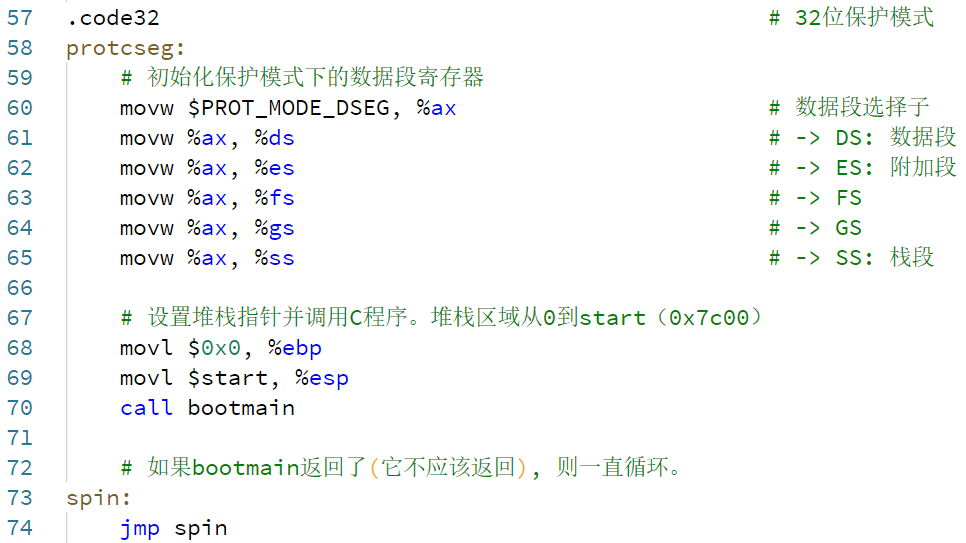 57 .code32 # 32位保护模式
58 protcseg:
59 # 初始化保护模式下的数据段寄存器
60 movw $PROT_MODE_DSEG, %ax # 数据段选择子
61 movw %ax, %ds # -> DS: 数据段
62 movw %ax, %es # -> ES: 附加段
63 movw %ax, %fs # -> FS
64 movw %ax, %gs # -> GS
65 movw %ax, %ss # -> SS: 栈段
66
67 # 设置堆栈指针并调用C程序。堆栈区域从0到start（0x7c00）
68 movl $0x0, %ebp
69 movl $start, %esp
70 call bootmain
71
72 # 如果bootmain返回了(它不应该返回), 则一直循环。
73 spin:
74 jmp spin